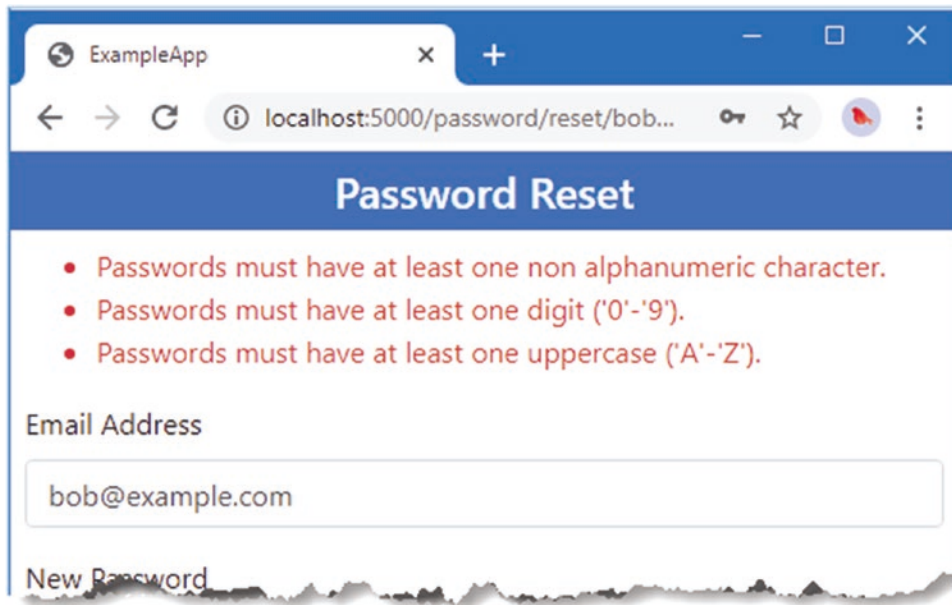 ExampleApp
localhost:5000/password/reset/bob...
Password Reset
• Passwords must have at least one non alphanumeric character.
• Passwords must have at least one digit ('0'-'9').
• Passwords must have at least one uppercase ('A'-'Z').
Email Address
bob@example.com
New Password